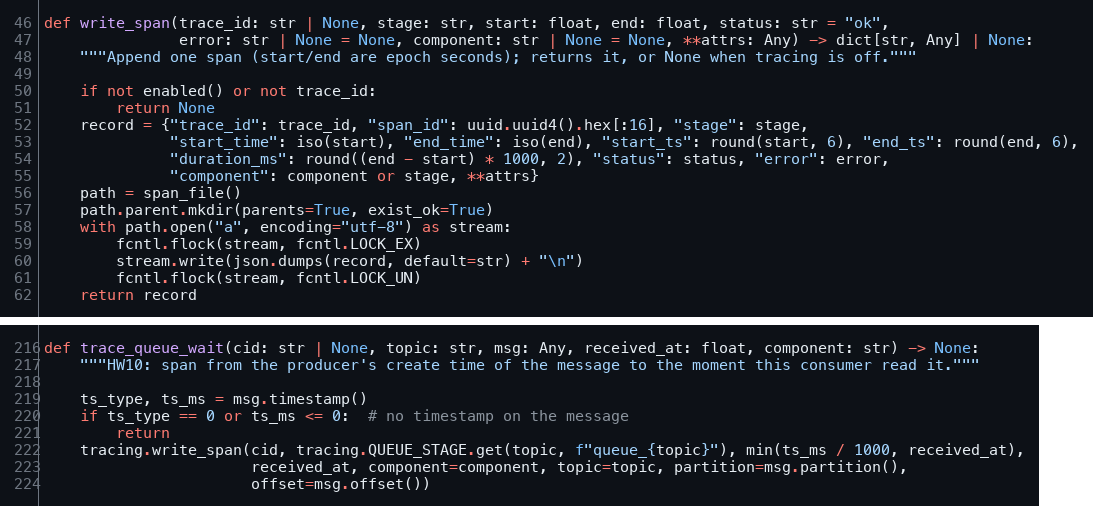 46 def write_span(trace_id: str | None, stage: str, start: float, end: float, status: str = "ok",
47                error: str | None = None, component: str | None = None, **attrs: Any) -> dict[str, Any] | None:
48     """Append one span (start/end are epoch seconds); returns it, or None when tracing is off."""
49
50     if not enabled() or not trace_id:
51         return None
52     record = {"trace_id": trace_id, "span_id": uuid.uuid4().hex[:16], "stage": stage,
53               "start_time": iso(start), "end_time": iso(end), "start_ts": round(start, 6), "end_ts": round(end, 6),
54               "duration_ms": round((end - start) * 1000, 2), "status": status, "error": error,
55               "component": component or stage, **attrs}
56     path = span_file()
57     path.parent.mkdir(parents=True, exist_ok=True)
58     with path.open("a", encoding="utf-8") as stream:
59         fcntl.flock(stream, fcntl.LOCK_EX)
60         stream.write(json.dumps(record, default=str) + "\n")
61         fcntl.flock(stream, fcntl.LOCK_UN)
62     return record
216 def trace_queue_wait(cid: str | None, topic: str, msg: Any, received_at: float, component: str) -> None:
217     """HW10: span from the producer's create time of the message to the moment this consumer read it."""
218
219     ts_type, ts_ms = msg.timestamp()
220     if ts_type == 0 or ts_ms <= 0:  # no timestamp on the message
221         return
222     tracing.write_span(cid, tracing.QUEUE_STAGE.get(topic, f"queue_{topic}"), min(ts_ms / 1000, received_at),
223                        received_at, component=component, topic=topic, partition=msg.partition(),
224                        offset=msg.offset())